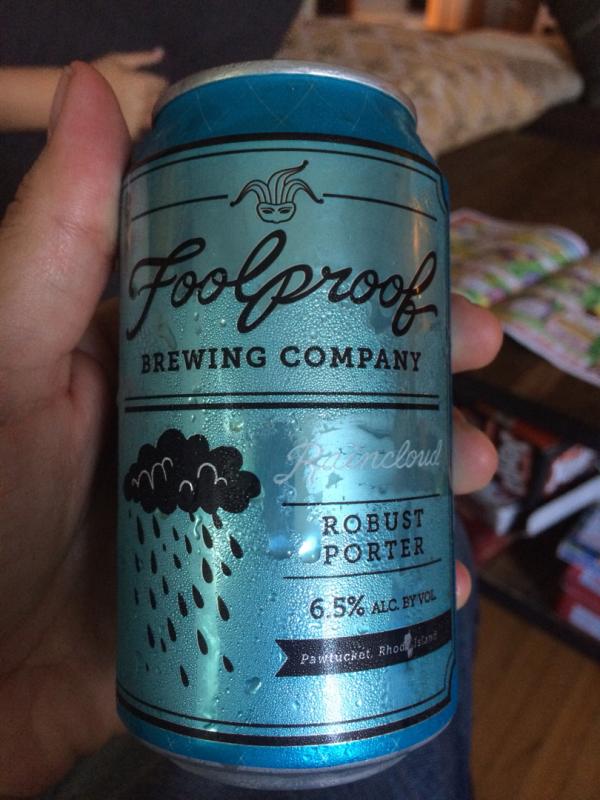 Foolproof
BREWING COMPANY
Raincloud
ROBUST
PORTER
6.5% ALC. BY VOL
Pawtucket, Rhode Island